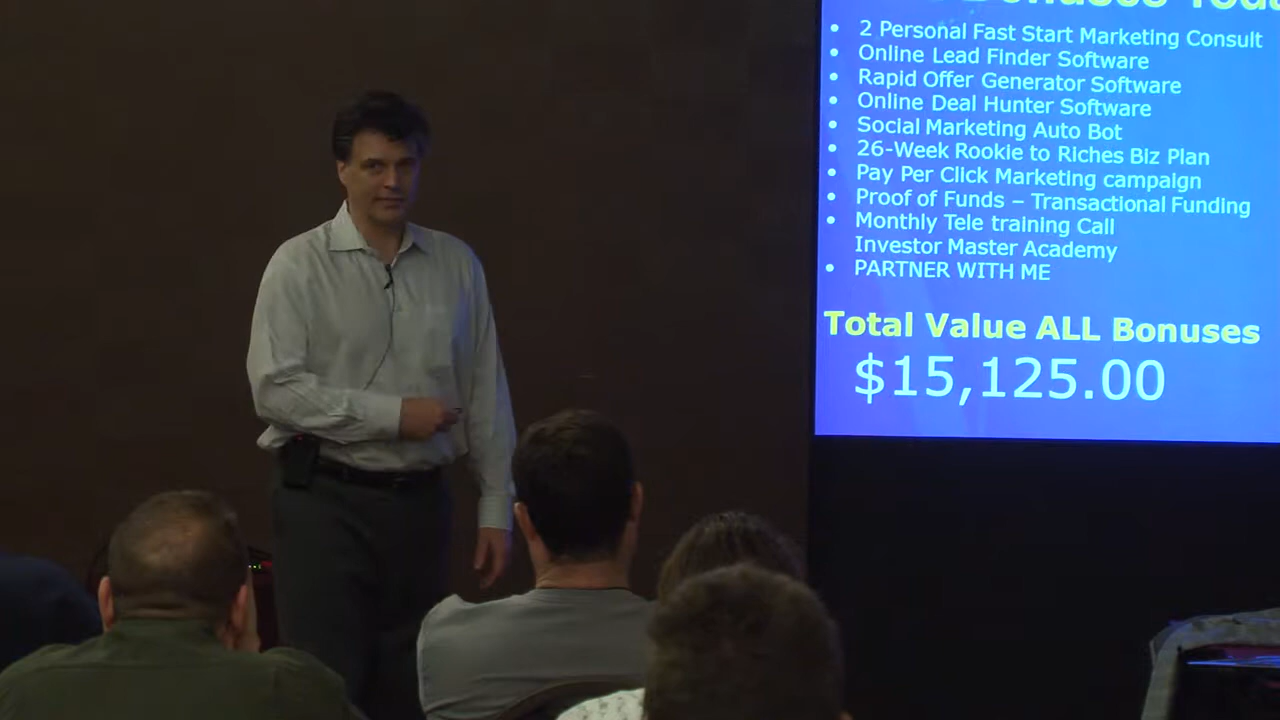 Bonuses
• 2 Personal Fast Start Marketing Consult
• Online Lead Finder Software
• Rapid Offer Generator Software
• Online Deal Hunter Software
• Social Marketing Auto Bot
• 26-Week Rookie to Riches Biz Plan
• Pay Per Click Marketing campaign
• Proof of Funds – Transactional Funding
• Monthly Tele training Call
Investor Master Academy
• PARTNER WITH ME
Total Value ALL Bonuses
$15,125.00